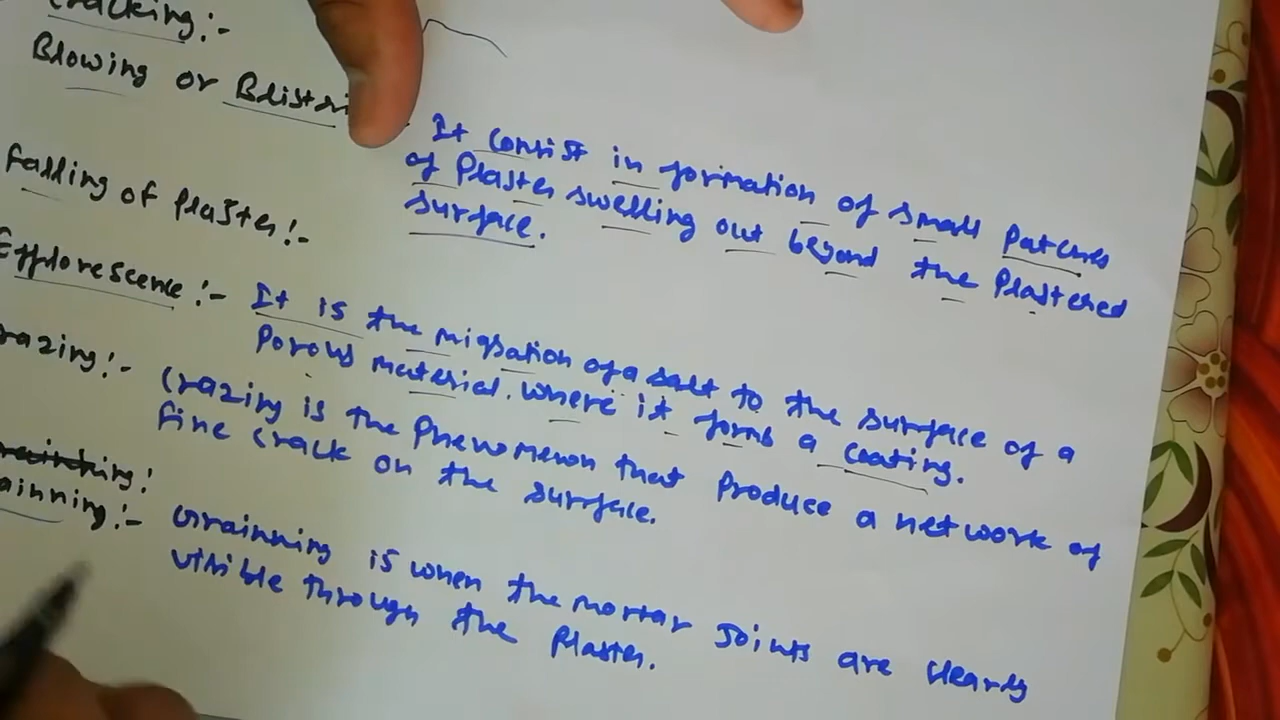 cracking:-
Blowing or Blistri
It consist in formation of small Patches
of Plaster swelling out beyond the Plastered
surface.
Falling of Plaster:-
Efflorescence:- It is the migration of a salt to the surface of a
Porous material. where it forms a coating.
razing:- Crazing is the Phenomenon that Produce a network of
fine crack on the surface.
ainning:- Grainning is when the mortar Joints are clearly
visible through the Plaster.